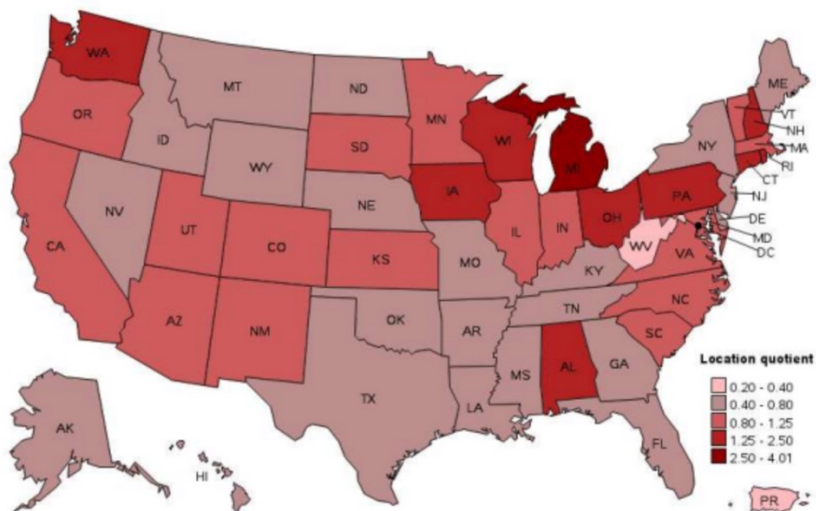 WA
MT
ND
MN
ME
VT
NH
MA
RI
CT
NJ
DE
MD
DC
OR
ID
WY
SD
WI
MI
NY
NV
UT
CO
NE
IA
IL
IN
OH
PA
WV
VA
CA
KS
MO
KY
AZ
NM
OK
AR
TN
NC
SC
TX
LA
MS
AL
GA
FL
AK
HI
PR
Location quotient
0.20 - 0.40
0.40 - 0.80
0.80 - 1.25
1.25 - 2.50
2.50 - 4.01